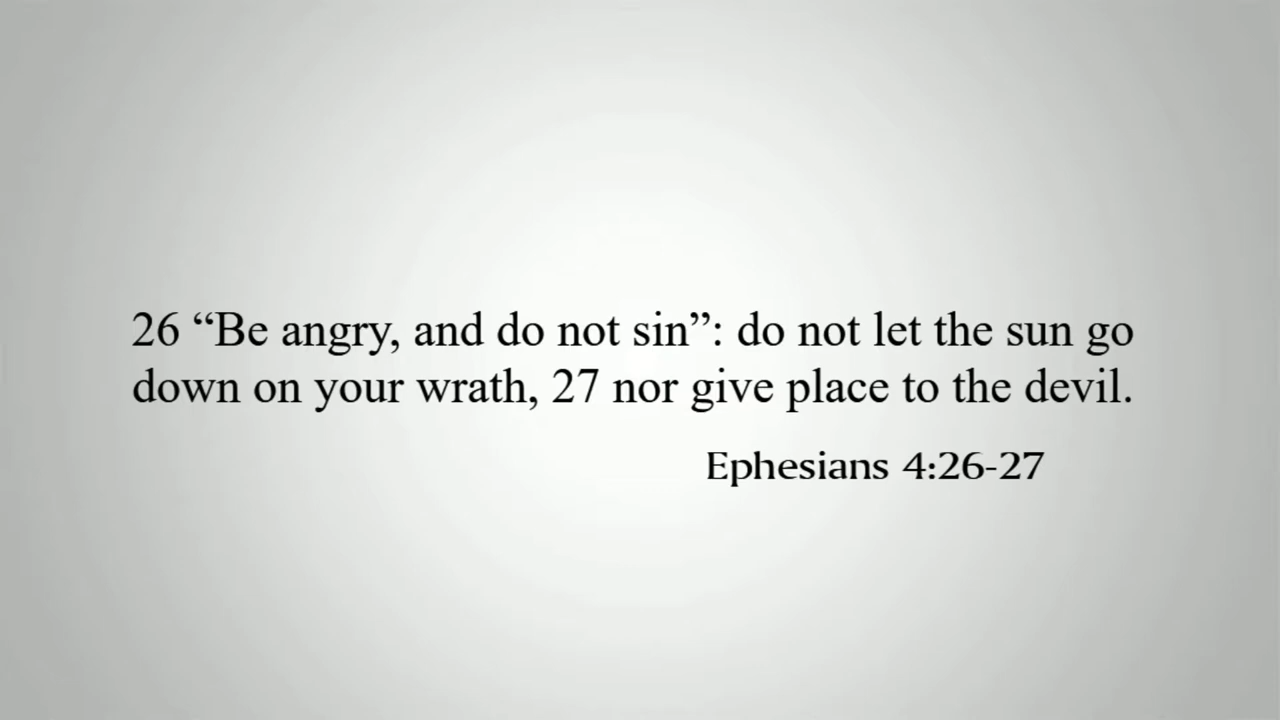 26 “Be angry, and do not sin”: do not let the sun go
down on your wrath, 27 nor give place to the devil.
Ephesians 4:26-27